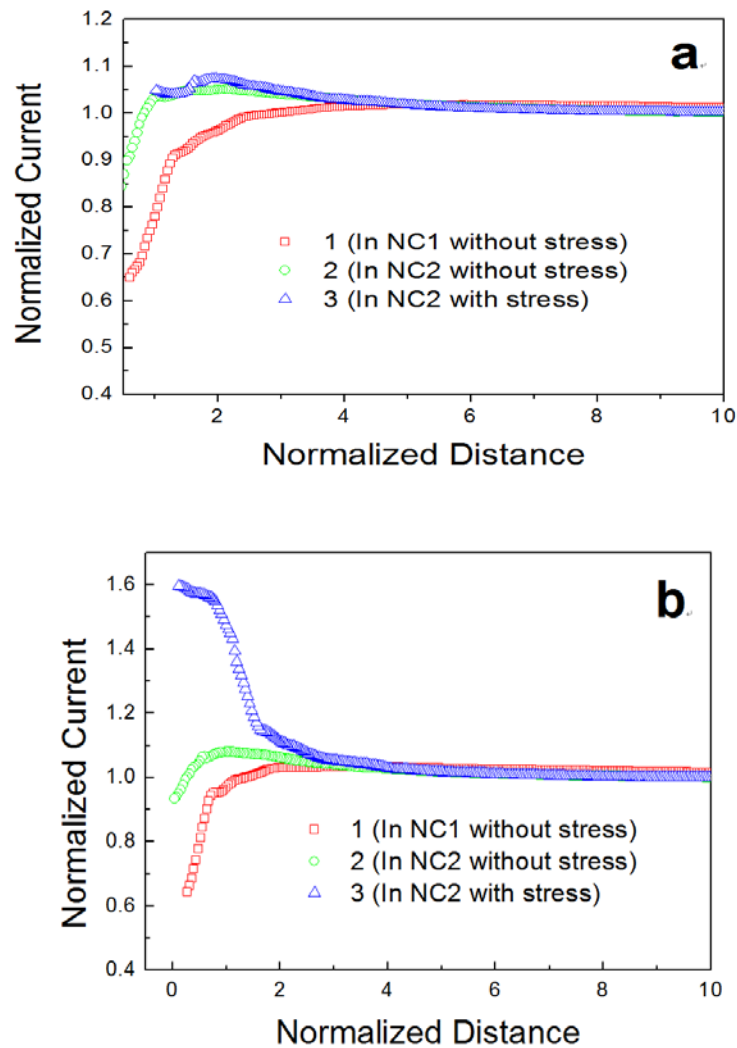 a
1.2
1.1
1.0
0.9
0.8
0.7
0.6
0.5
0.4
Normalized Current
1 (In NC1 without stress)
2 (In NC2 without stress)
3 (In NC2 with stress)
2
4
6
8
10
Normalized Distance
b
1.6
1.4
1.2
1.0
0.8
0.6
0.4
Normalized Current
1 (In NC1 without stress)
2 (In NC2 without stress)
3 (In NC2 with stress)
0
2
4
6
8
10
Normalized Distance